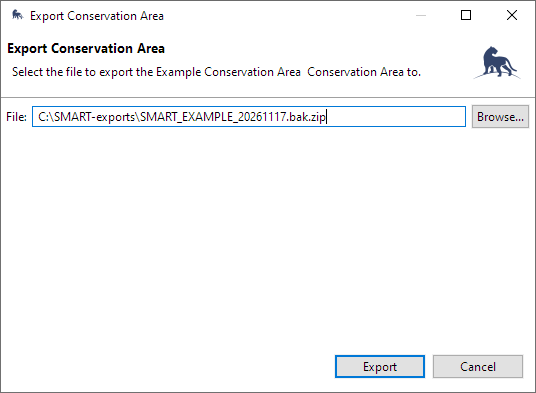 Export Conservation Area
Export Conservation Area
Select the file to export the Example Conservation Area  Conservation Area to.
File: C:\SMART-exports\SMART_EXAMPLE_20261117.bak.zip Browse...
Export Cancel